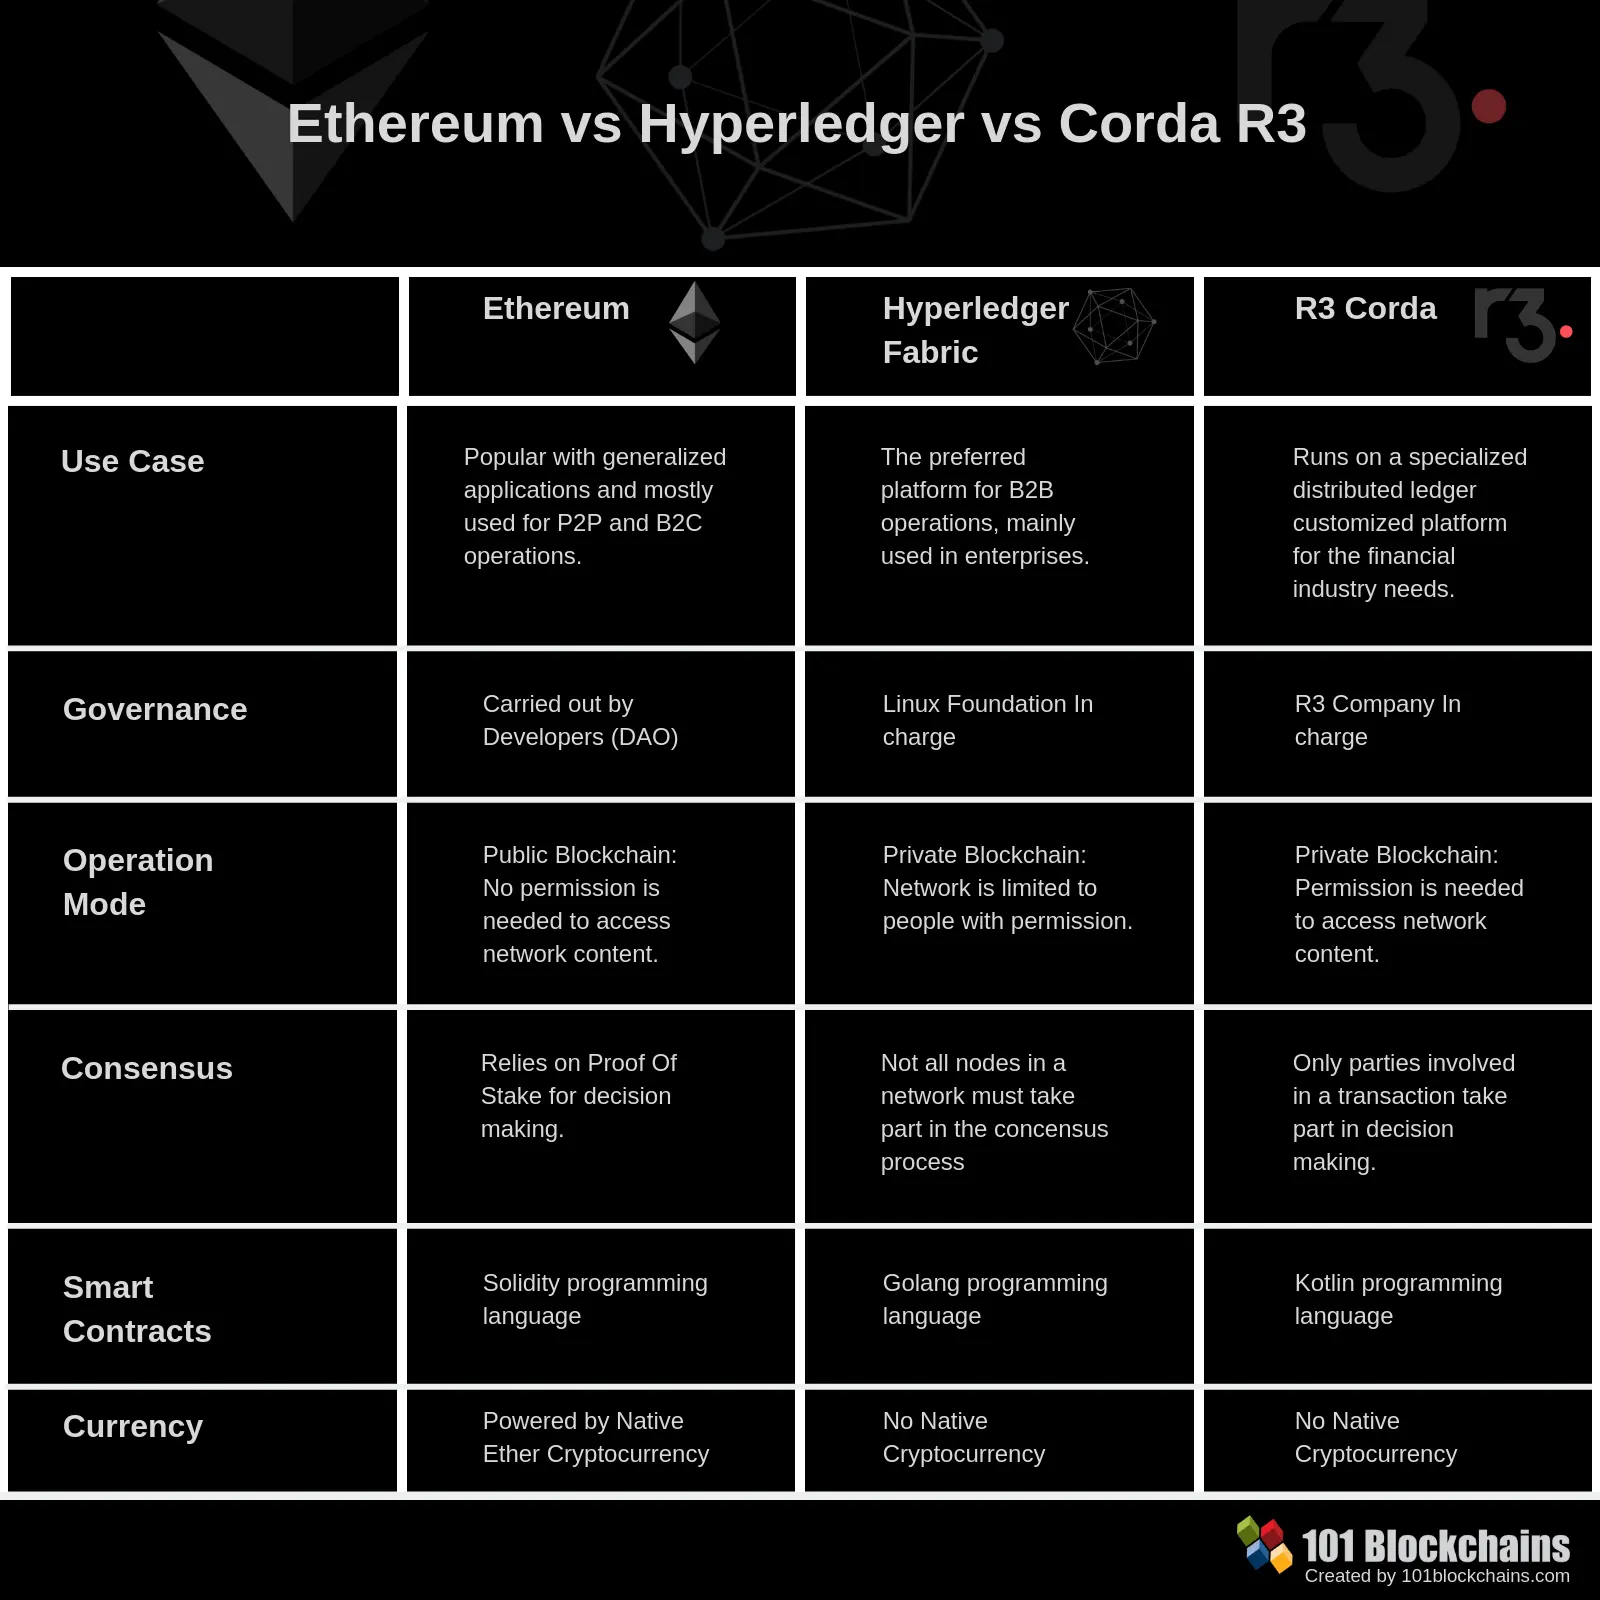 Ethereum vs Hyperledger vs Corda R3
r3.
Ethereum
Hyperledger
Fabric
R3 Corda
r3.
Use Case
Popular with generalized
applications and mostly
used for P2P and B2C
operations.
The preferred
platform for B2B
operations, mainly
used in enterprises.
Runs on a specialized
distributed ledger
customized platform
for the financial
industry needs.
Governance
Carried out by
Developers (DAO)
Linux Foundation In
charge
R3 Company In
charge
Operation
Mode
Public Blockchain:
No permission is
needed to access
network content.
Private Blockchain:
Network is limited to
people with permission.
Private Blockchain:
Permission is needed
to access network
content.
Consensus
Relies on Proof Of
Stake for decision
making.
Not all nodes in a
network must take
part in the concensus
process
Only parties involved
in a transaction take
part in decision
making.
Smart
Contracts
Solidity programming
language
Golang programming
language
Kotlin programming
language
Currency
Powered by Native
Ether Cryptocurrency
No Native
Cryptocurrency
No Native
Cryptocurrency
101 Blockchains
Created by 101blockchains.com